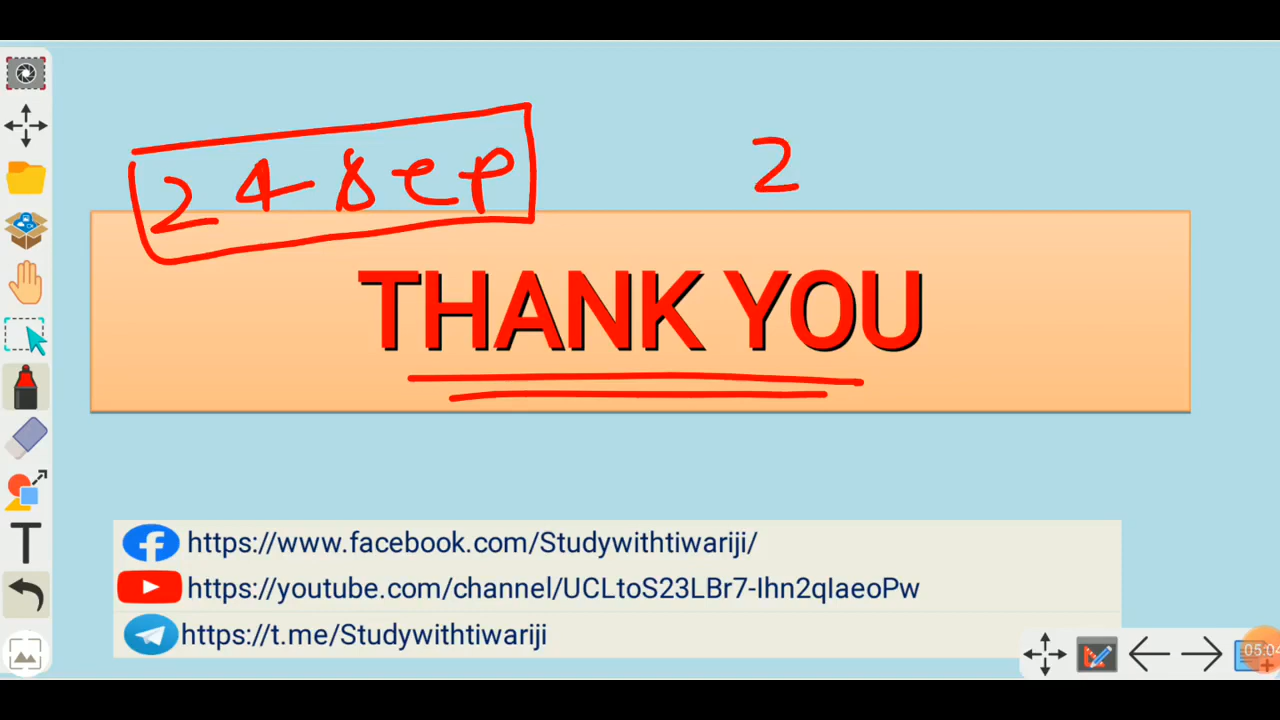 24 Sep
2
THANK YOU
https://www.facebook.com/Studywithtiwariji/
https://youtube.com/channel/UCLtoS23LBr7-Ihn2qIaeoPw
https://t.me/Studywithtiwariji
T
05:04